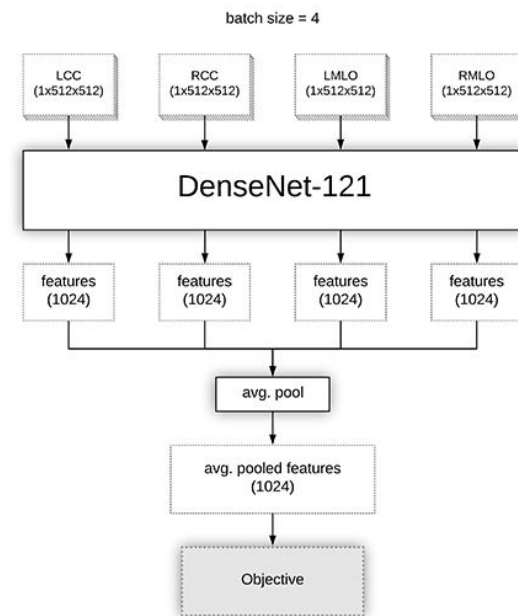 batch size = 4
LCC RCC LMLO RMLO
(1x512x512) (1x512x512) (1x512x512) (1x512x512)
DenseNet-121
features features features features
(1024) (1024) (1024) (1024)
avg. pool
avg. pooled features
(1024)
Objective